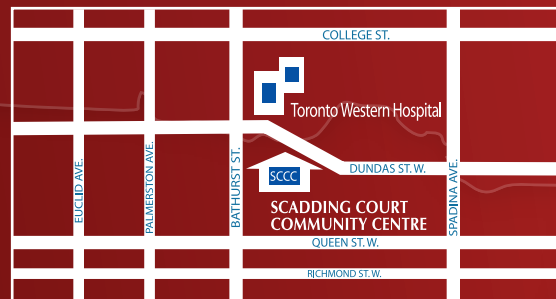 COLLEGE ST.
Toronto Western Hospital
EUCLID AVE.
PALMERSTON AVE.
BATHURST ST.
SPADINA AVE.
DUNDAS ST. W.
SCCC
SCADDING COURT
COMMUNITY CENTRE
QUEEN ST. W.
RICHMOND ST. W.